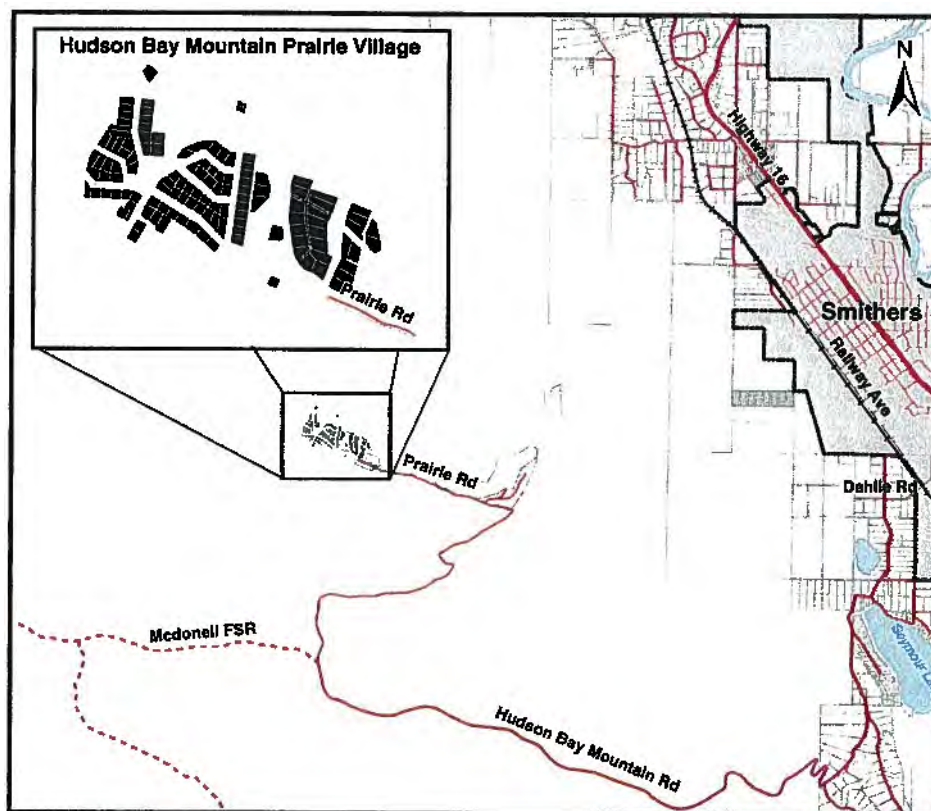 Hudson Bay Mountain Prairie Village
N
Highway 16
Prairie Rd
Smithers
Railway Ave
Prairie Rd
Dahlie Rd
Mcdonell FSR
Seymour
Hudson Bay Mountain Rd